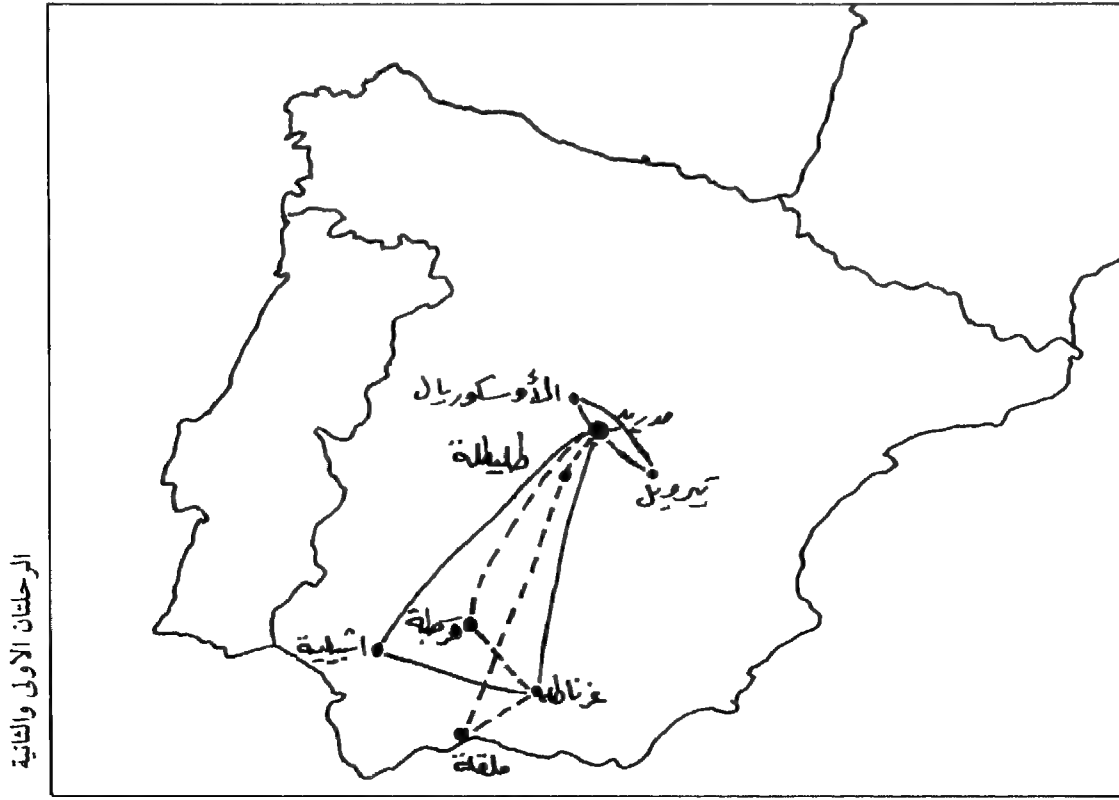 الأوسكوريال
مدريد
طليطلة
تيرويل
قرطبة
اشبيلية
غرناطة
ملقة
الرحلتان الاولى والثانية